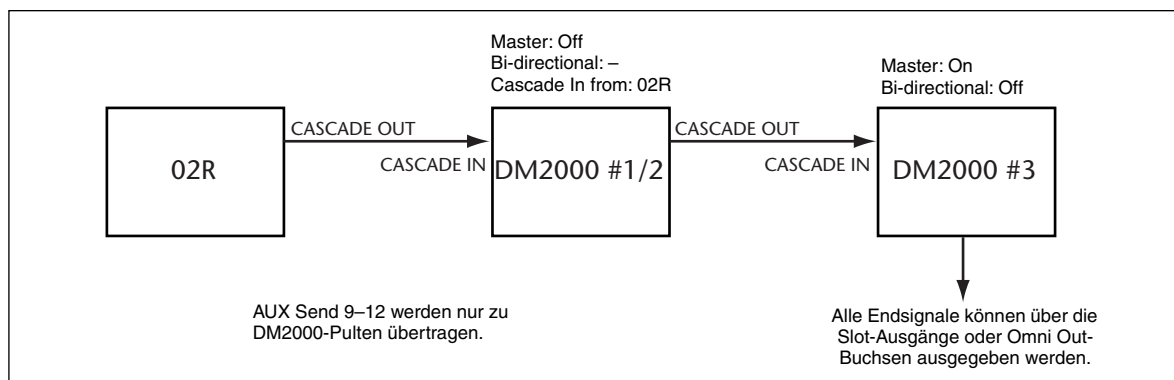 Master: Off
Bi-directional: –
Cascade In from: 02R
Master: On
Bi-directional: Off
02R
CASCADE OUT
CASCADE IN
DM2000 #1/2
CASCADE OUT
CASCADE IN
DM2000 #3
AUX Send 9–12 werden nur zu
DM2000-Pulten übertragen.
Alle Endsignale können über die
Slot-Ausgänge oder Omni Out-
Buchsen ausgegeben werden.